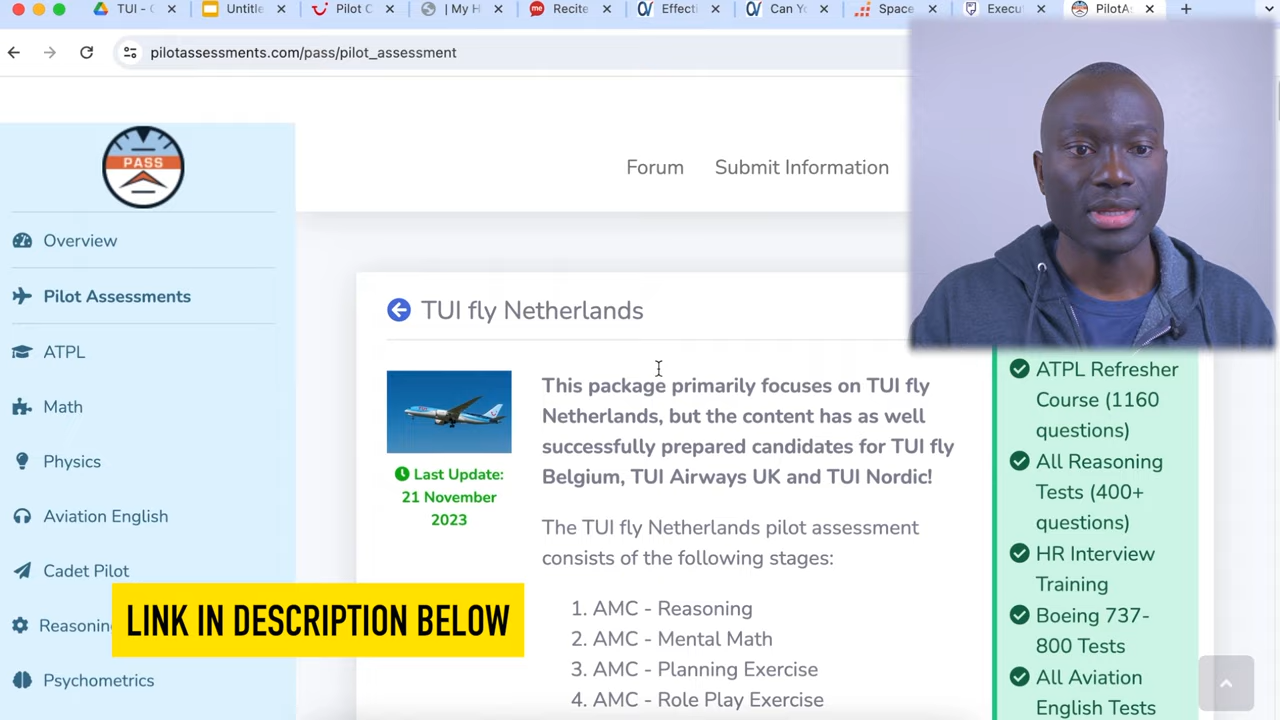 TUI - C
Untitle
Pilot C
| My H
Recite
Effecti
Can Yo
Space
Execu
PilotAs
pilotassessments.com/pass/pilot_assessment
PASS
Forum
Submit Information
Overview
Pilot Assessments
ATPL
Math
Physics
Aviation English
Cadet Pilot
Reasonin
Psychometrics
TUI fly Netherlands
Last Update:
21 November
2023
This package primarily focuses on TUI fly
Netherlands, but the content has as well
successfully prepared candidates for TUI fly
Belgium, TUI Airways UK and TUI Nordic!
The TUI fly Netherlands pilot assessment
consists of the following stages:
1. AMC - Reasoning
2. AMC - Mental Math
3. AMC - Planning Exercise
4. AMC - Role Play Exercise
ATPL Refresher
Course (1160
questions)
All Reasoning
Tests (400+
questions)
HR Interview
Training
Boeing 737-
800 Tests
All Aviation
English Tests
LINK IN DESCRIPTION BELOW